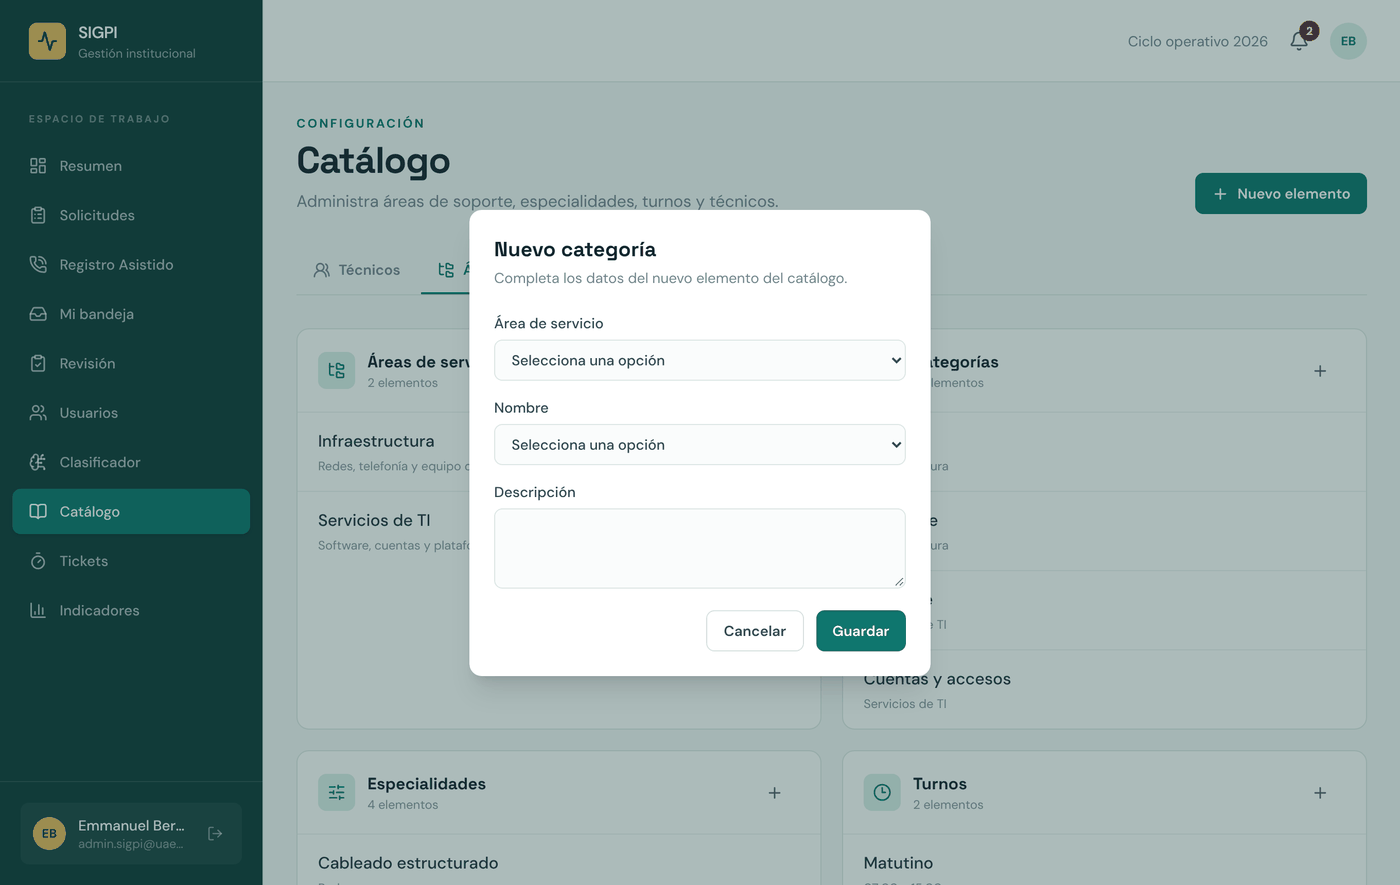 SIGPI
Gestión institucional
ESPACIO DE TRABAJO
Resumen
Solicitudes
Registro Asistido
Mi bandeja
Revisión
Usuarios
Clasificador
Catálogo
Tickets
Indicadores
EB
Emmanuel Ber...
admin.sigpi@uae...
Ciclo operativo 2026
2
EB
CONFIGURACIÓN
Catálogo
Administra áreas de soporte, especialidades, turnos y técnicos.
Nuevo elemento
Técnicos
Nuevo categoría
Completa los datos del nuevo elemento del catálogo.
Área de servicio
Selecciona una opción
Nombre
Selecciona una opción
Descripción
Cancelar
Guardar
Áreas de serv
2 elementos
Infraestructura
Redes, telefonía y equipo
Servicios de TI
Software, cuentas y plataf
ategorías
lementos
ura
e
ura
e TI
Cuentas y accesos
Servicios de TI
Especialidades
4 elementos
Cableado estructurado
Turnos
2 elementos
Matutino